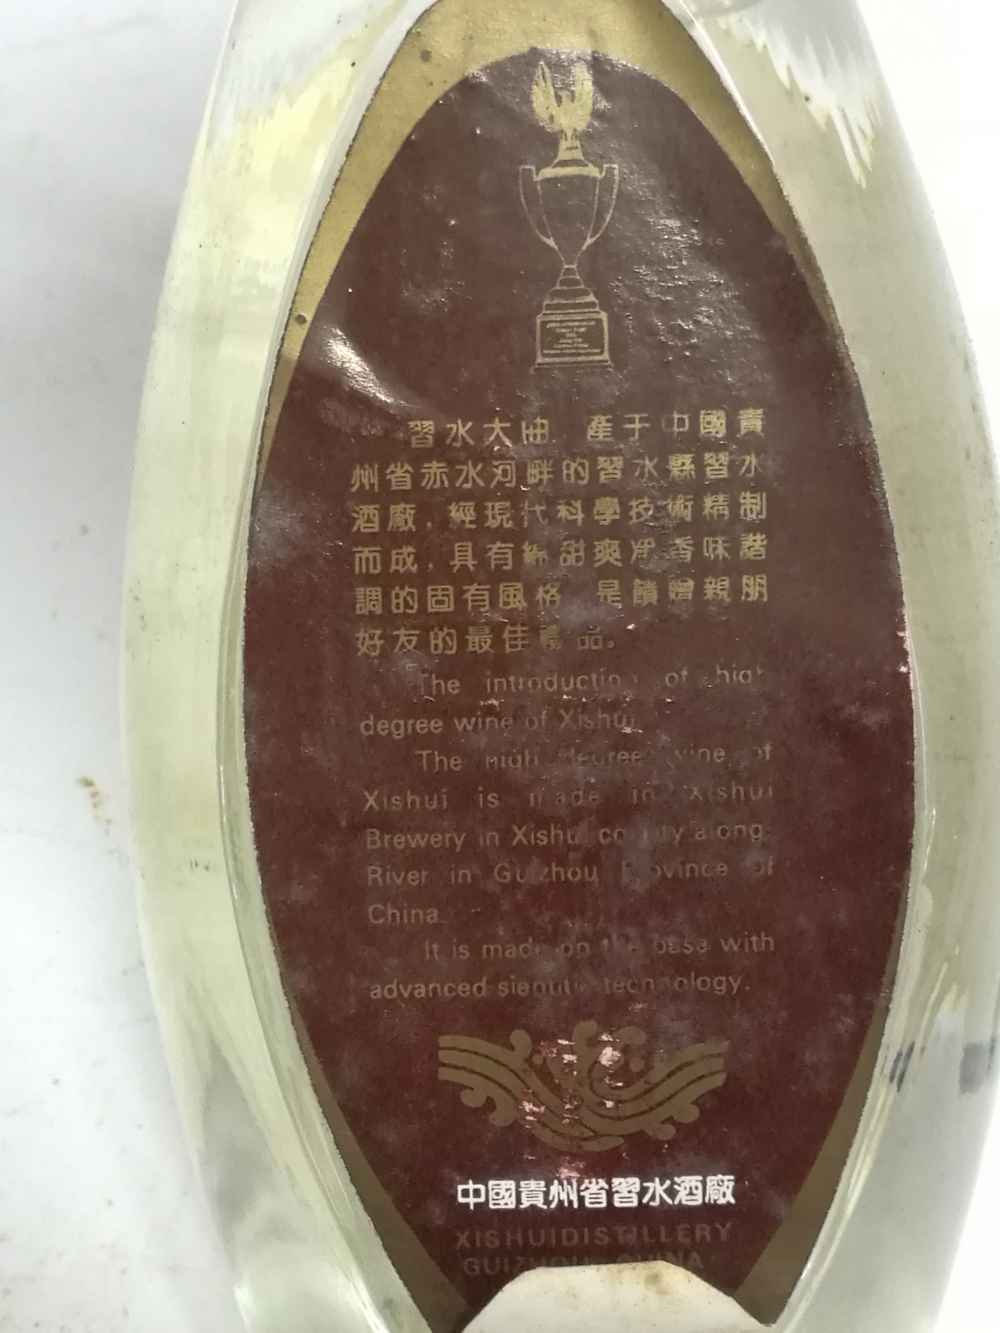 習水大曲 產于中國貴
州省赤水河畔的習水縣習水
酒廠，經現代科學技術精制
而成，具有綿甜爽净香味諧
調的固有風格 是饋贈親朋
好友的最佳禮品。
The introduction of high
degree wine of Xishui
The high degree wine of
Xishui is made in Xishui
Brewery in Xishui county along
River in Guizhou Province of
China.
It is made on the base with
advanced technology.
中國貴州省習水酒廠
XISHUIDISTILLERY
GUIZHOU CHINA